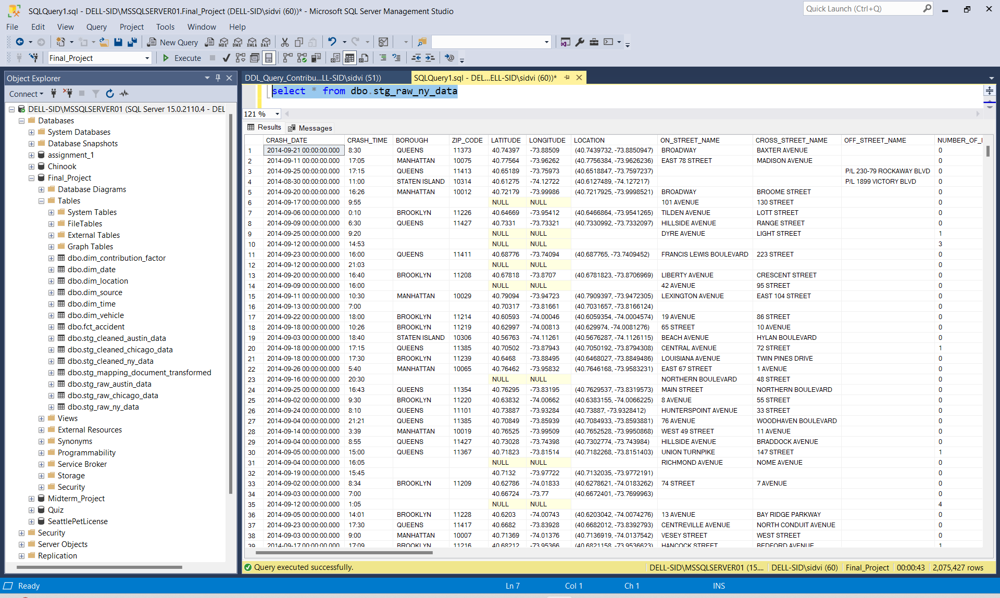 SQLQuery1.sql - DELL-SID\MSSQLSERVER01.Final_Project (DELL-SID\sidvi (60))* - Microsoft SQL Server Management Studio
Quick Launch (Ctrl+Q)
File Edit View Query Project Tools Window Help
New Query MDX DMX XMLA DAX
Final_Project Execute
Object Explorer
Connect
DELL-SID\MSSQLSERVER01 (SQL Server 15.0.2110.4 - DEL
Databases
System Databases
Database Snapshots
assignment_1
Chinook
Final_Project
Database Diagrams
Tables
System Tables
FileTables
External Tables
Graph Tables
dbo.dim_contribution_factor
dbo.dim_date
dbo.dim_location
dbo.dim_source
dbo.dim_time
dbo.dim_vehicle
dbo.fct_accident
dbo.stg_cleaned_austin_data
dbo.stg_cleaned_chicago_data
dbo.stg_cleaned_ny_data
dbo.stg_mapping_document_transformed
dbo.stg_raw_austin_data
dbo.stg_raw_chicago_data
dbo.stg_raw_ny_data
Views
External Resources
Synonyms
Programmability
Service Broker
Storage
Security
Midterm_Project
Quiz
SeattlePetLicense
Security
Server Objects
Replication
DDL_Query_Contribu...LL-SID\sidvi (51)) SQLQuery1.sql - DEL...ELL-SID\sidvi (60))*
select * from dbo.stg_raw_ny_data
121 %
Results Messages
CRASH_DATE CRASH_TIME BOROUGH ZIP_CODE LATITUDE LONGITUDE LOCATION ON_STREET_NAME CROSS_STREET_NAME OFF_STREET_NAME NUMBER_OF_
1 2014-09-21 00:00:00.000 8:30 QUEENS 11373 40.74397 -73.88509 (40.7439732, -73.8850947) BROADWAY BAXTER AVENUE 0
2 2014-09-11 00:00:00.000 17:05 MANHATTAN 10075 40.77564 -73.96262 (40.7756384, -73.9626236) EAST 78 STREET MADISON AVENUE 0
3 2014-09-25 00:00:00.000 17:15 QUEENS 11413 40.65189 -73.75973 (40.6518847, -73.7597237) P/L 230-79 ROCKAWAY BLVD 0
4 2014-08-30 00:00:00.000 11:00 STATEN ISLAND 10314 40.61275 -74.12722 (40.6127489, -74.127217) P/L 1899 VICTORY BLVD 0
5 2014-09-20 00:00:00.000 16:26 MANHATTAN 10012 40.72179 -73.99986 (40.7217925, -73.9998521) BROADWAY BROOME STREET 0
6 2014-09-17 00:00:00.000 9:55 NULL NULL 101 AVENUE 130 STREET 0
7 2014-09-06 00:00:00.000 0:10 BROOKLYN 11226 40.64669 -73.95412 (40.6466864, -73.9541265) TILDEN AVENUE LOTT STREET 0
8 2014-09-09 00:00:00.000 6:30 QUEENS 11427 40.7331 -73.73321 (40.7330992, -73.7332097) HILLSIDE AVENUE RANGE STREET 0
9 2014-09-25 00:00:00.000 9:20 NULL NULL DYRE AVENUE LIGHT STREET 1
10 2014-09-12 00:00:00.000 14:53 NULL NULL 3
11 2014-09-23 00:00:00.000 16:00 QUEENS 11411 40.68776 -73.74094 (40.687765, -73.7409452) FRANCIS LEWIS BOULEVARD 223 STREET 0
12 2014-09-12 00:00:00.000 21:03 NULL NULL 0
13 2014-09-20 00:00:00.000 16:40 BROOKLYN 11208 40.67818 -73.8707 (40.6781823, -73.8706969) LIBERTY AVENUE CRESCENT STREET 0
14 2014-09-09 00:00:00.000 16:00 NULL NULL 42 AVENUE 95 STREET 0
15 2014-09-11 00:00:00.000 10:30 MANHATTAN 10029 40.79094 -73.94723 (40.7909397, -73.9472305) LEXINGTON AVENUE EAST 104 STREET 0
16 2014-09-13 00:00:00.000 7:00 40.70317 -73.81661 (40.7031657, -73.8166124) 0
17 2014-09-22 00:00:00.000 18:00 BROOKLYN 11214 40.60593 -74.00046 (40.6059354, -74.0004574) 19 AVENUE 86 STREET 0
18 2014-09-18 00:00:00.000 10:26 BROOKLYN 11219 40.62997 -74.00813 (40.629974, -74.0081276) 65 STREET 10 AVENUE 0
19 2014-09-03 00:00:00.000 18:40 STATEN ISLAND 10306 40.56763 -74.11261 (40.5676287, -74.1126115) BEACH AVENUE HYLAN BOULEVARD 0
20 2014-09-18 00:00:00.000 17:15 QUEENS 11385 40.70502 -73.87943 (40.7050192, -73.8794308) CENTRAL AVENUE 72 STREET 1
21 2014-09-18 00:00:00.000 17:30 BROOKLYN 11239 40.6468 -73.88495 (40.6468027, -73.8849486) LOUISIANA AVENUE TWIN PINES DRIVE 0
22 2014-09-26 00:00:00.000 5:40 MANHATTAN 10065 40.76462 -73.95832 (40.7646168, -73.9583231) EAST 67 STREET 1 AVENUE 0
23 2014-09-16 00:00:00.000 20:30 NULL NULL NORTHERN BOULEVARD 48 STREET 0
24 2014-09-25 00:00:00.000 16:43 QUEENS 11354 40.76295 -73.83195 (40.7629537, -73.8319573) MAIN STREET NORTHERN BOULEVARD 0
25 2014-09-02 00:00:00.000 9:30 BROOKLYN 11220 40.63832 -74.00662 (40.6383155, -74.0066225) 8 AVENUE 55 STREET 0
26 2014-09-24 00:00:00.000 8:10 QUEENS 11101 40.73887 -73.93284 (40.73887, -73.9328412) HUNTERSPOINT AVENUE 33 STREET 0
27 2014-09-04 00:00:00.000 21:21 QUEENS 11385 40.70849 -73.85939 (40.7084933, -73.8593881) 76 AVENUE WOODHAVEN BOULEVARD 0
28 2014-09-14 00:00:00.000 3:39 MANHATTAN 10019 40.76525 -73.99509 (40.7652528, -73.9950868) WEST 49 STREET 11 AVENUE 0
29 2014-09-04 00:00:00.000 8:55 QUEENS 11427 40.73028 -73.74398 (40.7302774, -73.743984) HILLSIDE AVENUE BRADDOCK AVENUE 0
30 2014-09-05 00:00:00.000 15:00 QUEENS 11367 40.71823 -73.81514 (40.7182268, -73.8151403) UNION TURNPIKE 147 STREET 1
31 2014-09-04 00:00:00.000 16:05 NULL NULL RICHMOND AVENUE NOME AVENUE 0
32 2014-09-19 00:00:00.000 15:45 40.7132 -73.97722 (40.7132035, -73.9772191) 0
33 2014-09-02 00:00:00.000 8:34 BROOKLYN 11209 40.62786 -74.01833 (40.6278621, -74.0183262) 74 STREET 7 AVENUE 0
34 2014-09-03 00:00:00.000 7:00 40.66724 -73.77 (40.6672401, -73.7699963) 0
35 2014-09-12 00:00:00.000 1:05 NULL NULL 4
36 2014-09-05 00:00:00.000 14:01 BROOKLYN 11228 40.6203 -74.00743 (40.6203042, -74.0074276) 13 AVENUE BAY RIDGE PARKWAY 0
37 2014-09-23 00:00:00.000 17:30 QUEENS 11417 40.6682 -73.83928 (40.6682012, -73.8392793) CENTREVILLE AVENUE NORTH CONDUIT AVENUE 0
38 2014-09-03 00:00:00.000 9:00 MANHATTAN 10007 40.71369 -74.01376 (40.7136919, -74.0137542) VESEY STREET WEST STREET 0
39 2014-09-17 00:00:00.000 17:09 BROOKLYN 11216 40.68212 -73.95366 (40.6821158, -73.9536623) HANCOCK STREET BEDFORD AVENUE 1
Query executed successfully. DELL-SID\MSSQLSERVER01 (15.... DELL-SID\sidvi (60) Final_Project 00:00:43 2,075,427 rows
Ready Ln 7 Col 1 Ch 1 INS